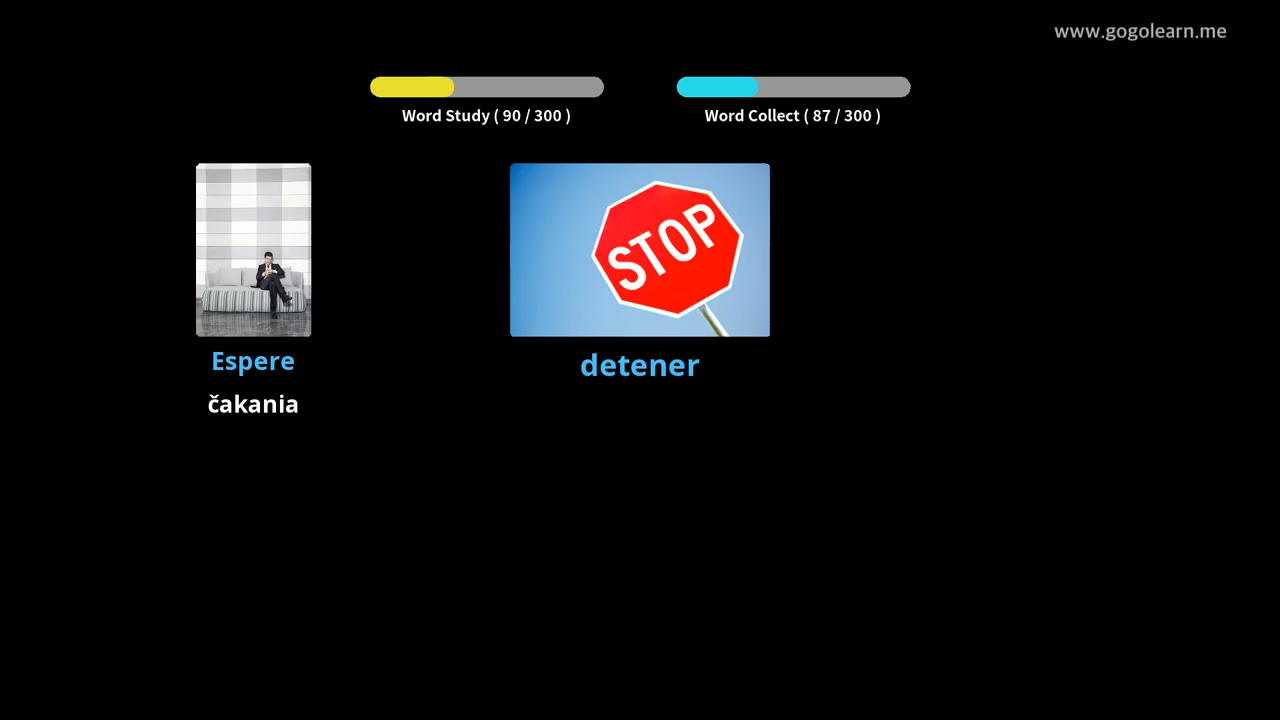 www.gogolearn.me
Word Study ( 90 / 300 )
Word Collect ( 87 / 300 )
STOP
Espere
detener
čakania